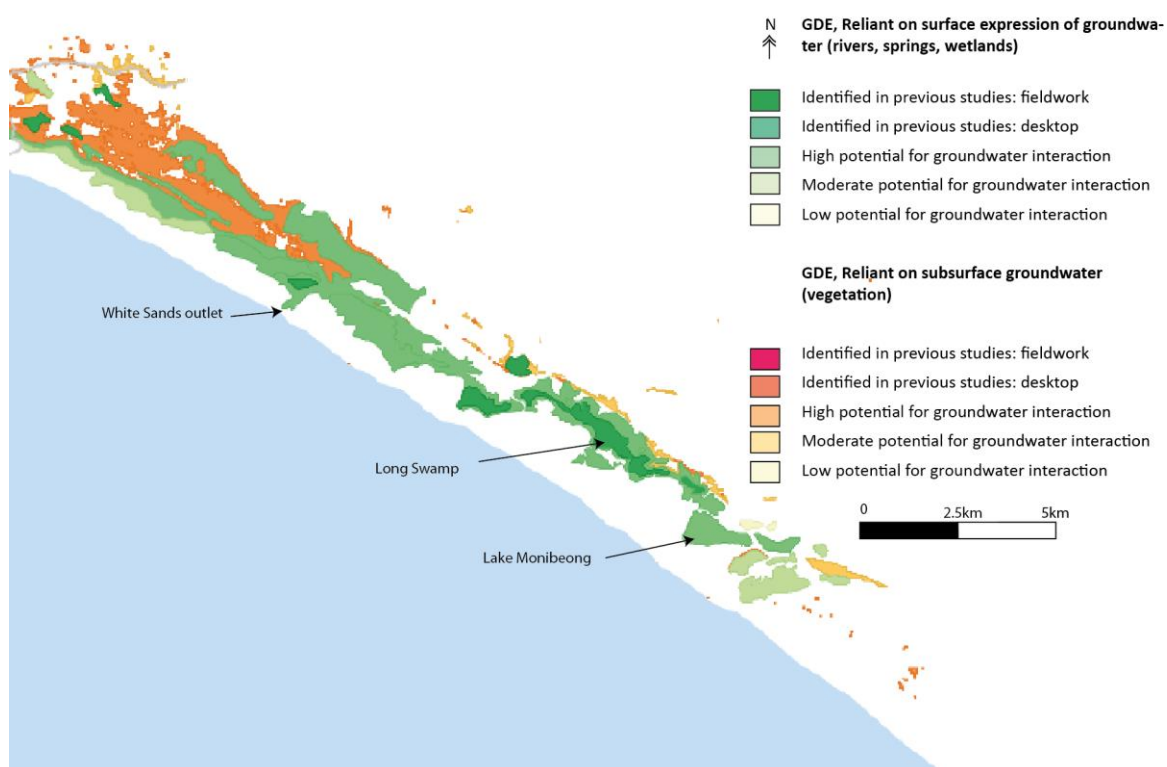 N
GDE, Reliant on surface expression of groundwa-
ter (rivers, springs, wetlands)
Identified in previous studies: fieldwork
Identified in previous studies: desktop
High potential for groundwater interaction
Moderate potential for groundwater interaction
Low potential for groundwater interaction
GDE, Reliant on subsurface groundwater
(vegetation)
Identified in previous studies: fieldwork
Identified in previous studies: desktop
High potential for groundwater interaction
Moderate potential for groundwater interaction
Low potential for groundwater interaction
0 2.5km 5km
White Sands outlet
Long Swamp
Lake Monibeong